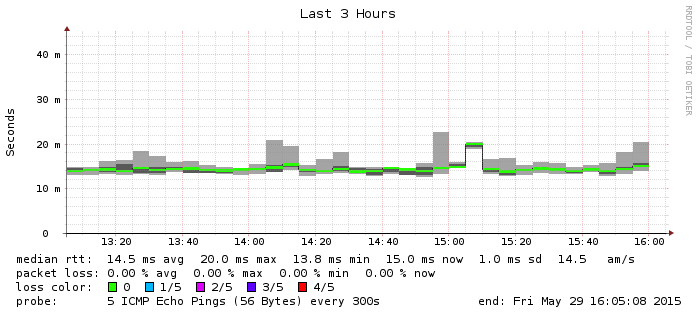 Last 3 Hours
RRDTOOL / TOBI OETIKER
Seconds
40 m
30 m
20 m
10 m
0
13:20 13:40 14:00 14:20 14:40 15:00 15:20 15:40 16:00
median rtt: 14.5 ms avg 20.0 ms max 13.8 ms min 15.0 ms now 1.0 ms sd 14.5 am/s
packet loss: 0.00 % avg 0.00 % max 0.00 % min 0.00 % now
loss color: 0 1/5 2/5 3/5 4/5
probe: 5 ICMP Echo Pings (56 Bytes) every 300s end: Fri May 29 16:05:08 2015